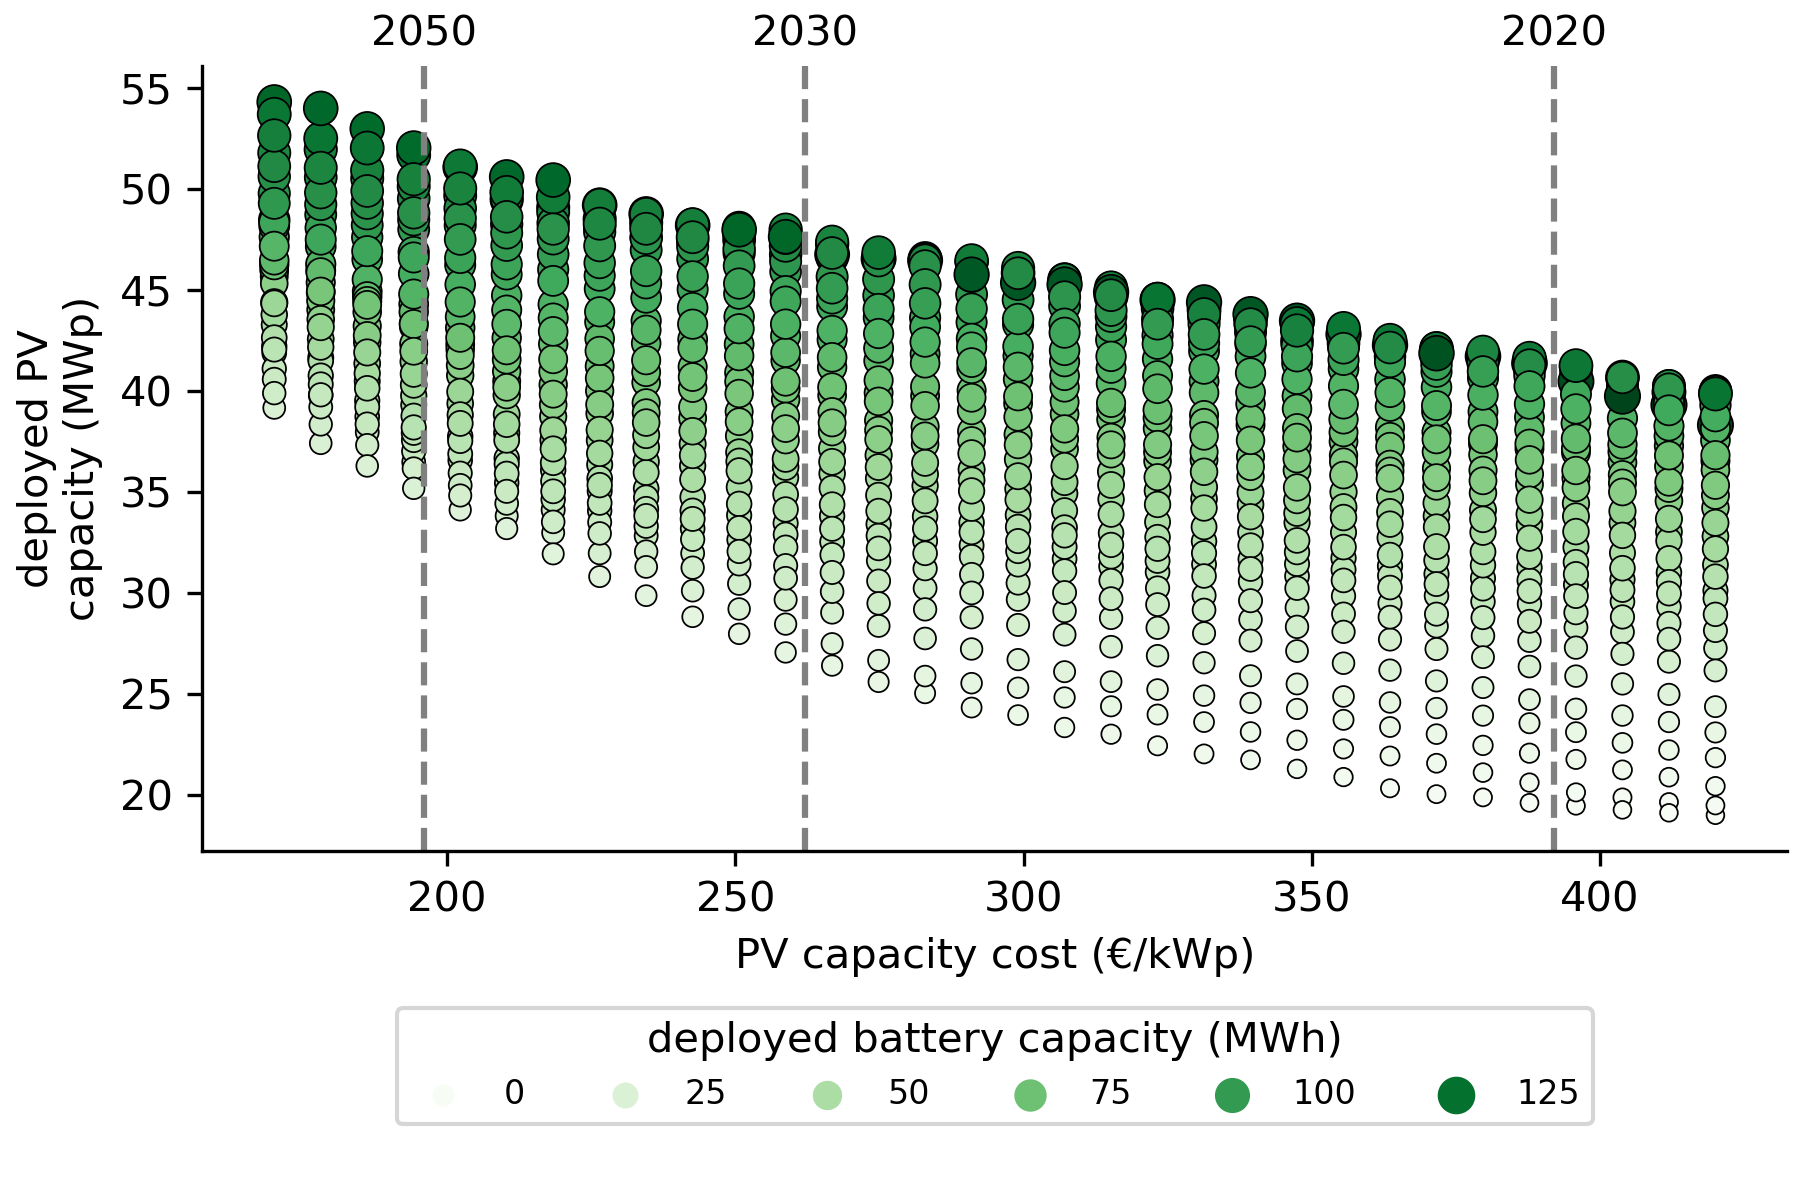 2050 2030 2020
55
50
45
40
35
30
25
20
deployed PV
capacity (MWp)
200 250 300 350 400
PV capacity cost (€/kWp)
deployed battery capacity (MWh)
0 25 50 75 100 125